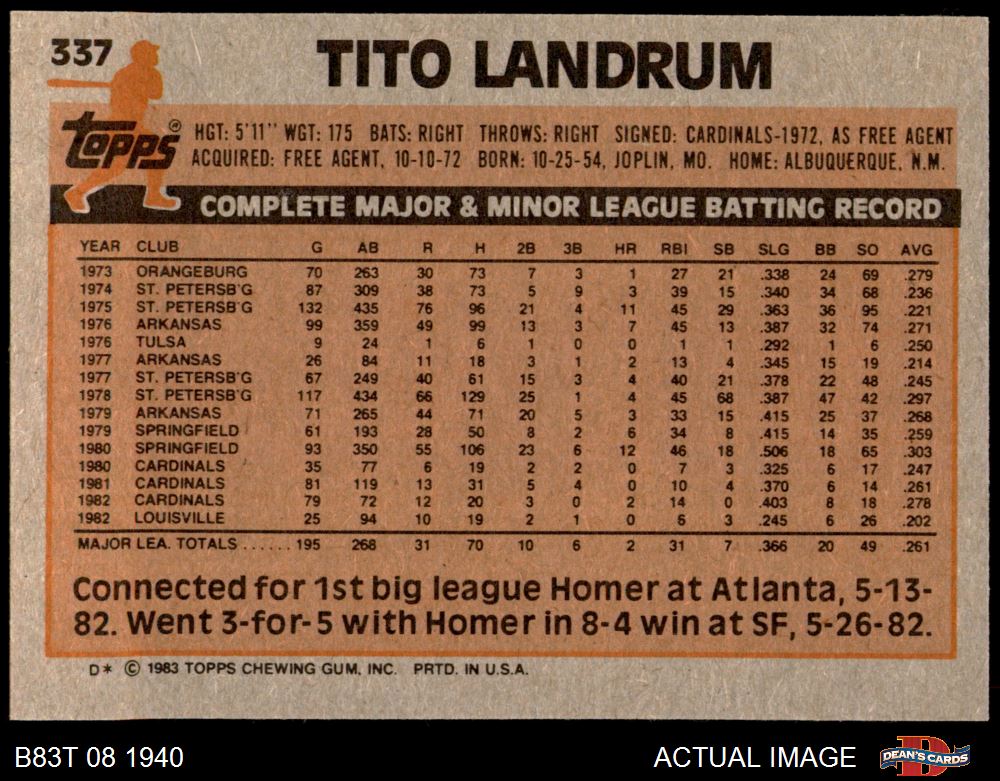 337 TITO LANDRUM
Topps® HGT: 5'11" WGT: 175 BATS: RIGHT THROWS: RIGHT SIGNED: CARDINALS-1972, AS FREE AGENT
ACQUIRED: FREE AGENT, 10-10-72 BORN: 10-25-54, JOPLIN, MO. HOME: ALBUQUERQUE, N.M.
COMPLETE MAJOR & MINOR LEAGUE BATTING RECORD
YEAR CLUB G AB R H 2B 3B HR RBI SB SLG BB SO AVG
1973 ORANGEBURG 70 263 30 73 7 3 1 27 21 .338 24 69 .279
1974 ST. PETERSB'G 87 309 38 73 5 9 3 39 15 .340 34 68 .236
1975 ST. PETERSB'G 132 435 76 96 21 4 11 45 29 .363 36 95 .221
1976 ARKANSAS 99 359 49 99 13 3 7 45 13 .387 32 74 .271
1976 TULSA 9 24 1 6 1 0 0 1 1 .292 1 6 .250
1977 ARKANSAS 26 84 11 18 3 1 2 13 4 .345 15 19 .214
1977 ST. PETERSB'G 67 249 40 61 15 3 4 40 21 .378 22 48 .245
1978 ST. PETERSB'G 117 434 66 129 25 1 4 45 68 .387 47 42 .297
1979 ARKANSAS 71 265 44 71 20 5 3 33 15 .415 25 37 .268
1979 SPRINGFIELD 61 193 28 50 8 2 6 34 8 .415 14 35 .259
1980 SPRINGFIELD 93 350 55 106 23 6 12 46 18 .506 18 65 .303
1980 CARDINALS 35 77 6 19 2 2 0 7 3 .325 6 17 .247
1981 CARDINALS 81 119 13 31 5 4 0 10 4 .370 6 14 .261
1982 CARDINALS 79 72 12 20 3 0 2 14 0 .403 8 18 .278
1982 LOUISVILLE 25 94 10 19 2 1 0 6 3 .245 6 26 .202
MAJOR LEA. TOTALS ...... 195 268 31 70 10 6 2 31 7 .366 20 49 .261
Connected for 1st big league Homer at Atlanta, 5-13-
82. Went 3-for-5 with Homer in 8-4 win at SF, 5-26-82.
D* © 1983 TOPPS CHEWING GUM, INC. PRTD. IN U.S.A.
B83T 08 1940 ACTUAL IMAGE DEAN'S CARDS